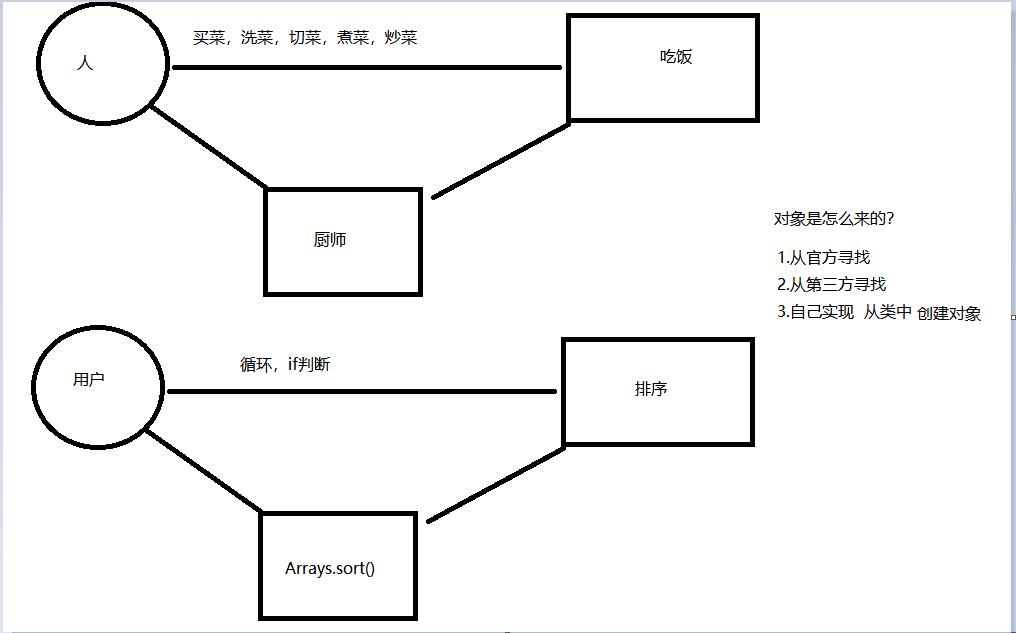 买菜，洗菜，切菜，煮菜，炒菜
人
吃饭
厨师
对象是怎么来的？
1.从官方寻找
2.从第三方寻找
3.自己实现 从类中 创建对象
循环，if判断
用户
排序
Arrays.sort()